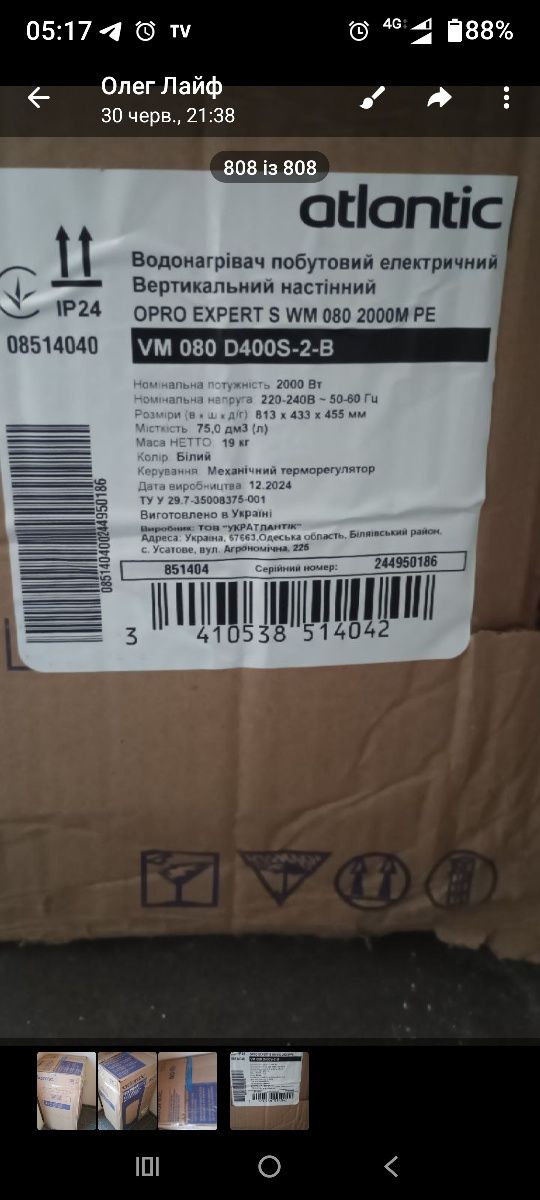 05:17 TV 4G 88%
Олег Лайф
30 черв., 21:38
808 із 808
atlantic
Водонагрівач побутовий електричний
Вертикальний настінний
IP24
OPRO EXPERT S WM 080 2000M PE
08514040
VM 080 D400S-2-B
Номінальна потужність 2000 Вт
Номінальна напруга 220-240В ~ 50-60 Гц
Розміри (в х ш х д/г) 813 х 433 х 455 мм
Місткість 75,0 дм3 (л)
Маса НЕТТО 19 кг
Колір Білий
Керування Механічний терморегулятор
Дата виробництва 12.2024
ТУ У 29.7-35008375-001
Виготовлено в Україні
Виробник: ТОВ "УКРАТЛАНТІК"
Адреса: Україна, 67663,Одеська область, Біляївський район,
с. Усатове, вул. Агрономічна, 225
085140400244950186
851404 Серійний номер: 244950186
3 410538 514042